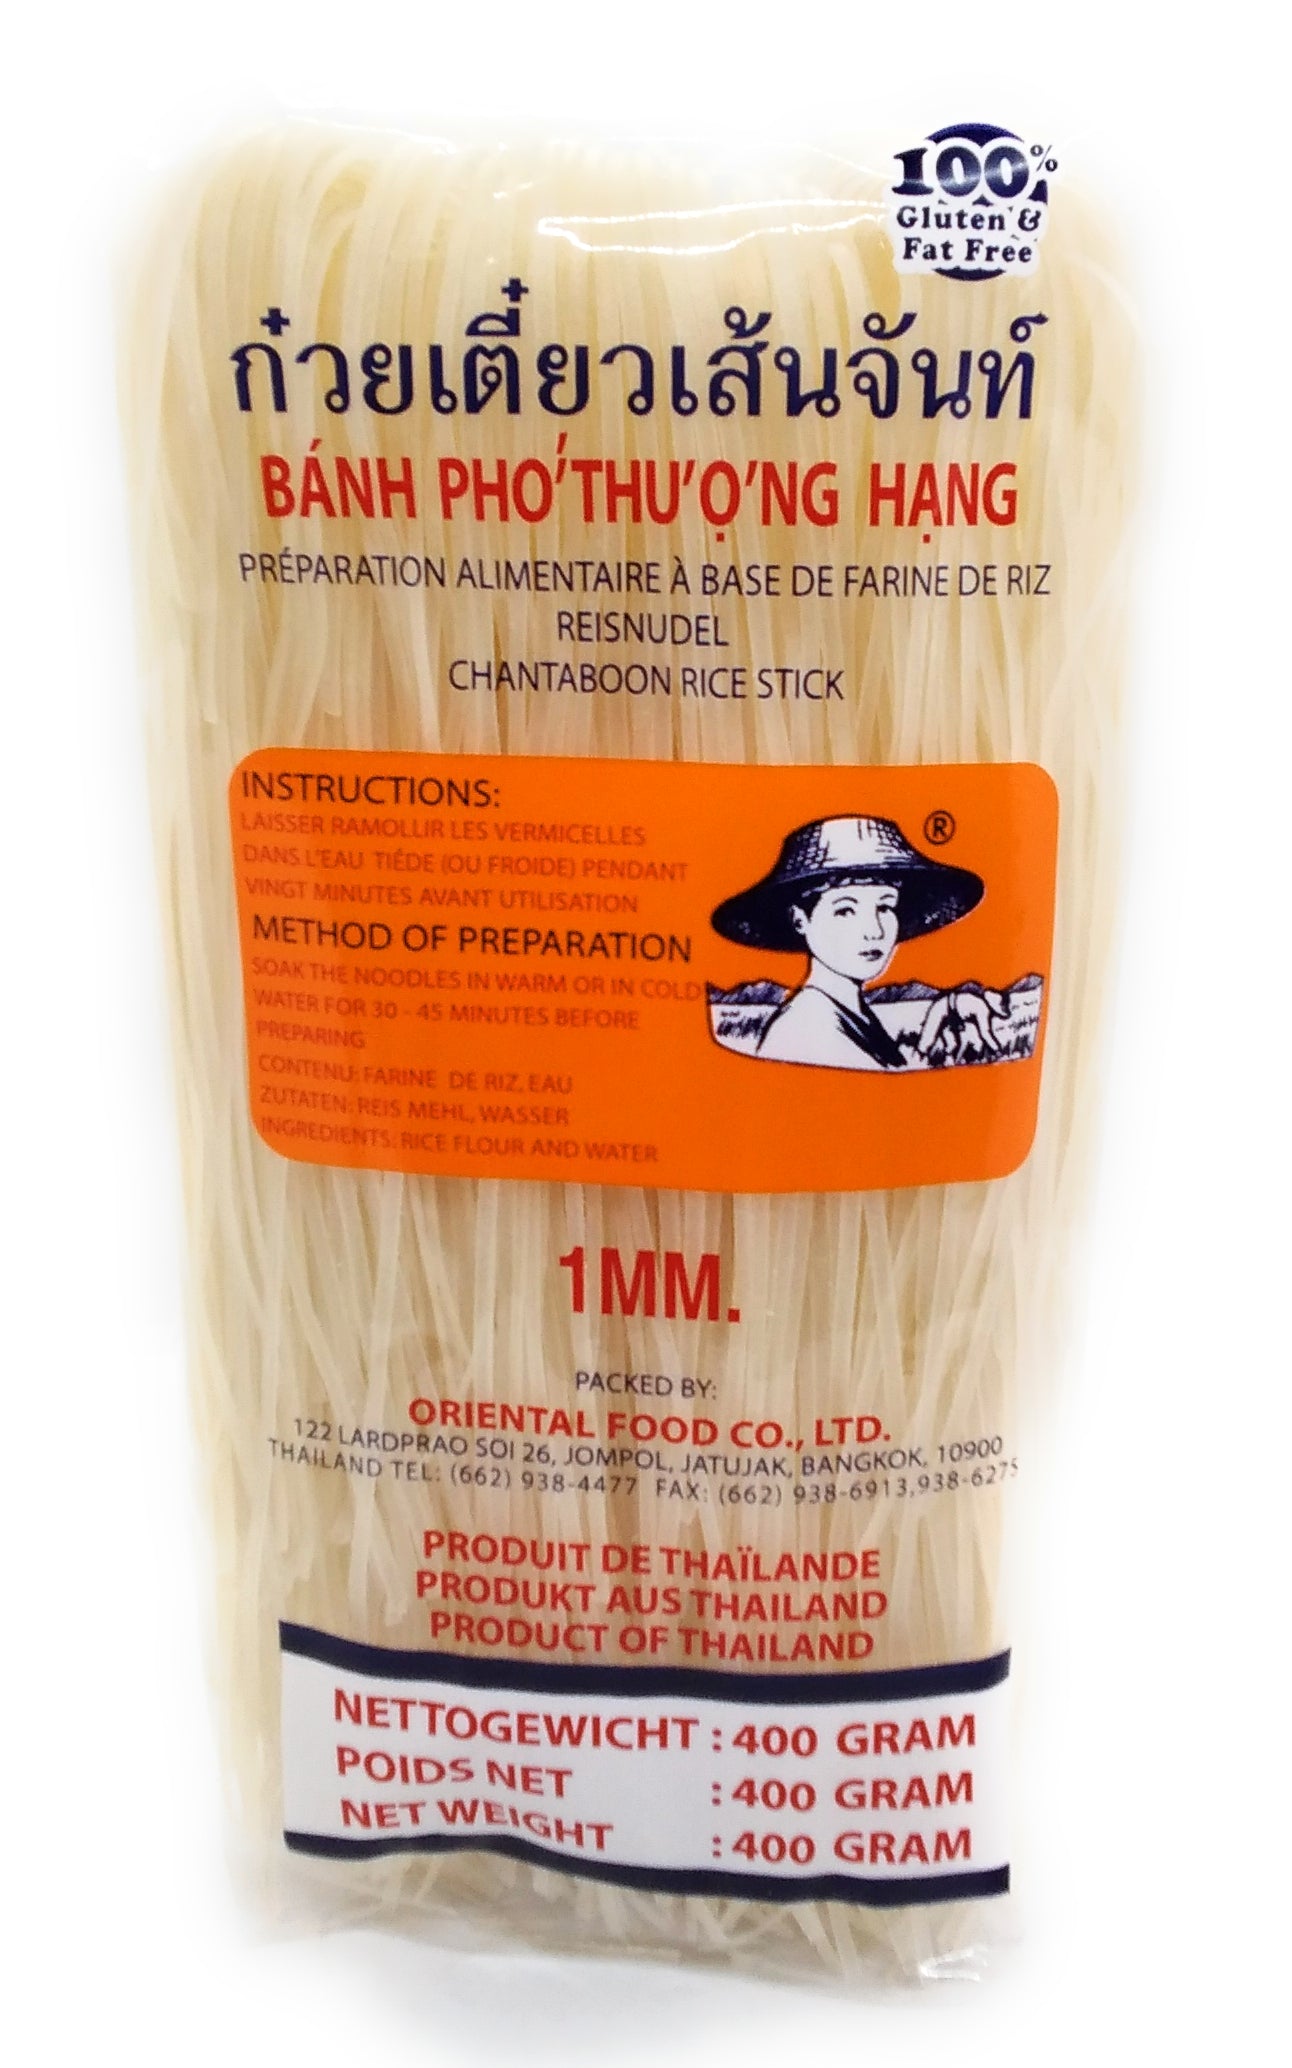 100%
Gluten &
Fat Free
ก๋วยเตี๋ยวเส้นจันท์
BÁNH PHỞ THƯỢNG HẠNG
PRÉPARATION ALIMENTAIRE À BASE DE FARINE DE RIZ
REISNUDEL
CHANTABOON RICE STICK
INSTRUCTIONS:
LAISSER RAMOLLIR LES VERMICELLES
DANS L'EAU TIÉDE (OU FROIDE) PENDANT
VINGT MINUTES AVANT UTILISATION
METHOD OF PREPARATION
SOAK THE NOODLES IN WARM OR IN COLD
WATER FOR 30 - 45 MINUTES BEFORE
PREPARING
CONTENU: FARINE DE RIZ, EAU
ZUTATEN: REIS MEHL, WASSER
INGREDIENTS: RICE FLOUR AND WATER
®
1MM.
PACKED BY:
ORIENTAL FOOD CO., LTD.
122 LARDPRAO SOI 26, JOMPOL, JATUJAK, BANGKOK, 10900
THAILAND TEL: (662) 938-4477 FAX: (662) 938-6913,938-6275
PRODUIT DE THAÏLANDE
PRODUKT AUS THAILAND
PRODUCT OF THAILAND
NETTOGEWICHT : 400 GRAM
POIDS NET : 400 GRAM
NET WEIGHT : 400 GRAM